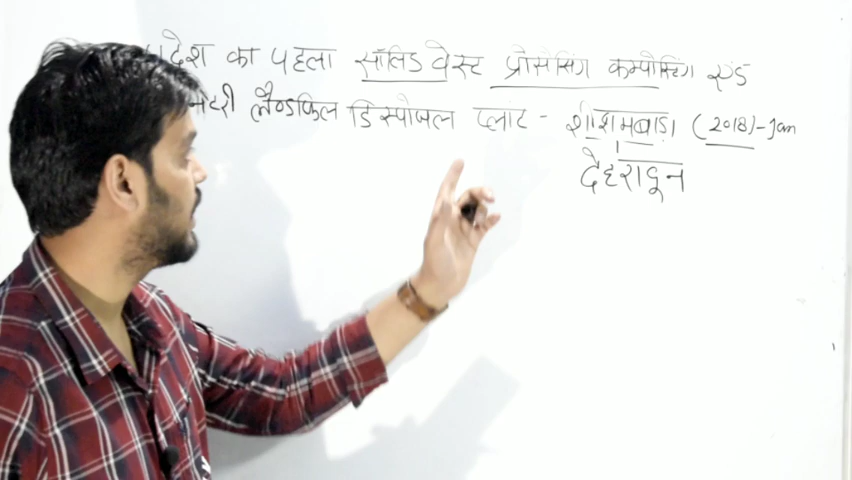 का पहला सॉलिड वेस्ट प्रोसेसिंग कम्पोस्टिंग एंड
लैण्डफिल डिस्पोजल प्लांट - शीशमबाड़ा (2018)-Jan
देहरादून